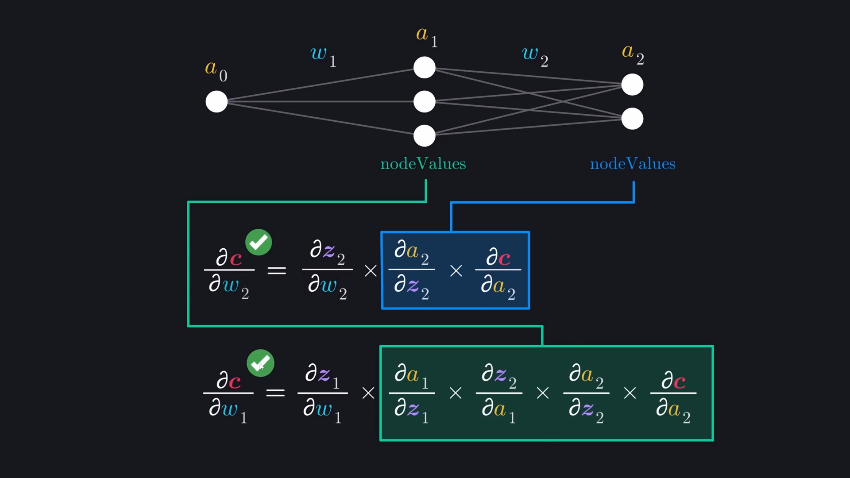 a₀ w₁ a₁ w₂ a₂
nodeValues nodeValues
∂c/∂w₂ = ∂z₂/∂w₂ × ∂a₂/∂z₂ × ∂c/∂a₂
∂c/∂w₁ = ∂z₁/∂w₁ × ∂a₁/∂z₁ × ∂z₂/∂a₁ × ∂a₂/∂z₂ × ∂c/∂a₂